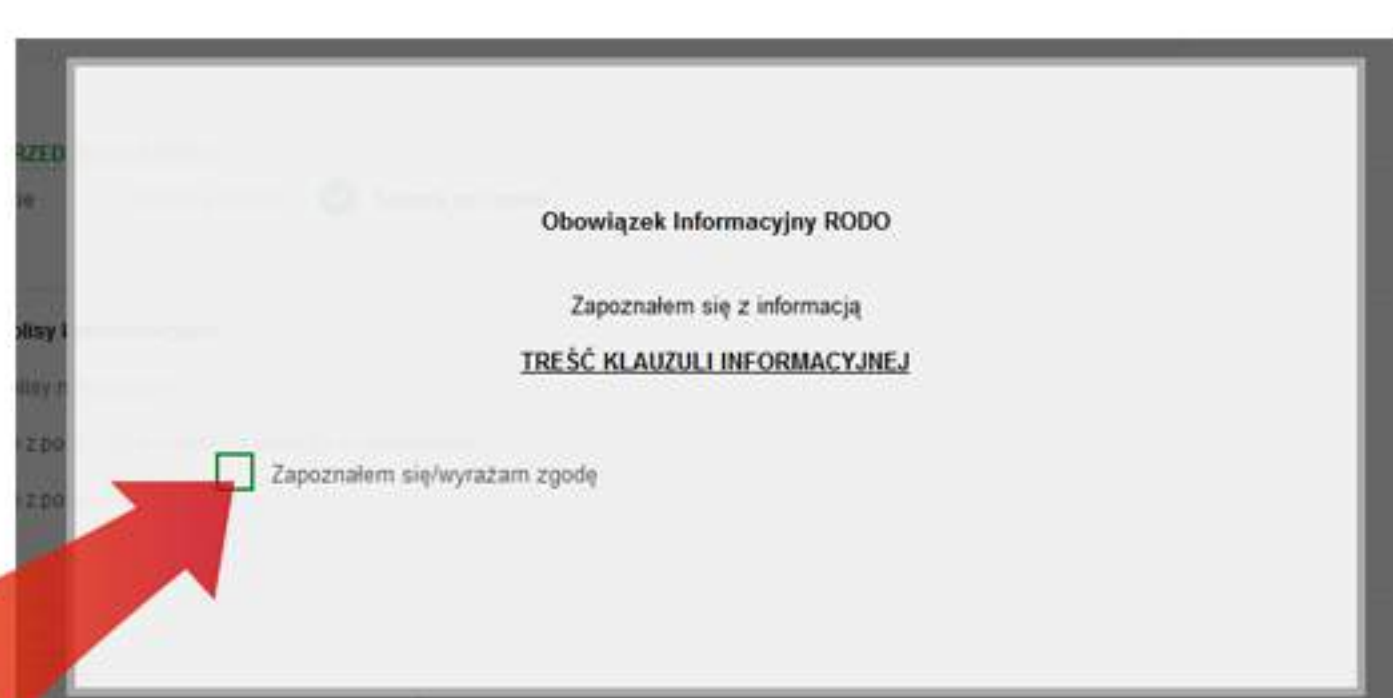 Obowiązek Informacyjny RODO
Zapoznałem się z informacją
TREŚĆ KLAUZULI INFORMACYJNEJ
Zapoznałem się/wyrażam zgodę